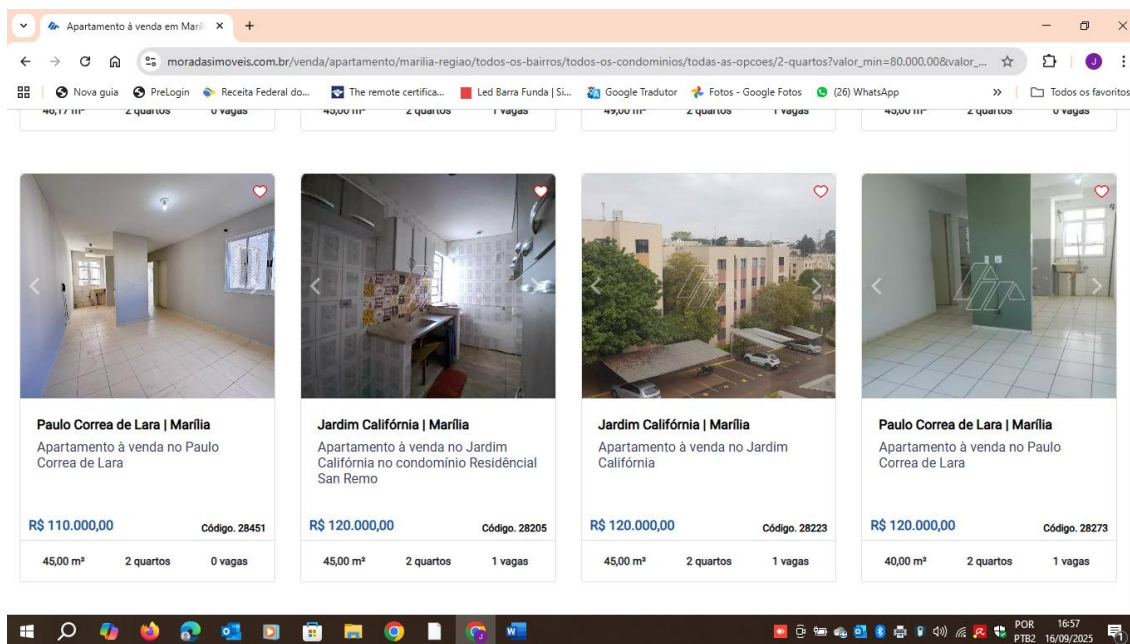 Apartamento à venda em Maríli
moradasimoveis.com.br/venda/apartamento/marilia-regiao/todos-os-bairros/todos-os-condominios/todas-as-opcoes/2-quartos?valor_min=80.000.00&valor_...
J
Nova guia PreLogin Receita Federal do... The remote certifica... Led Barra Funda | Si... Google Tradutor Fotos - Google Fotos (26) WhatsApp » Todos os favoritos
46,17 m² 2 quartos 0 vagas 45,00 m² 2 quartos 1 vagas 49,00 m² 2 quartos 1 vagas 45,00 m² 2 quartos 0 vagas
Paulo Correa de Lara | Marília
Apartamento à venda no Paulo
Correa de Lara
R$ 110.000,00 Código. 28451
45,00 m² 2 quartos 0 vagas
Jardim Califórnia | Marília
Apartamento à venda no Jardim
Califórnia no condomínio Residêncial
San Remo
R$ 120.000,00 Código. 28205
45,00 m² 2 quartos 1 vagas
Jardim Califórnia | Marília
Apartamento à venda no Jardim
Califórnia
R$ 120.000,00 Código. 28223
45,00 m² 2 quartos 1 vagas
Paulo Correa de Lara | Marília
Apartamento à venda no Paulo
Correa de Lara
R$ 120.000,00 Código. 28273
40,00 m² 2 quartos 1 vagas
POR 16:57
PTB2 16/09/2025